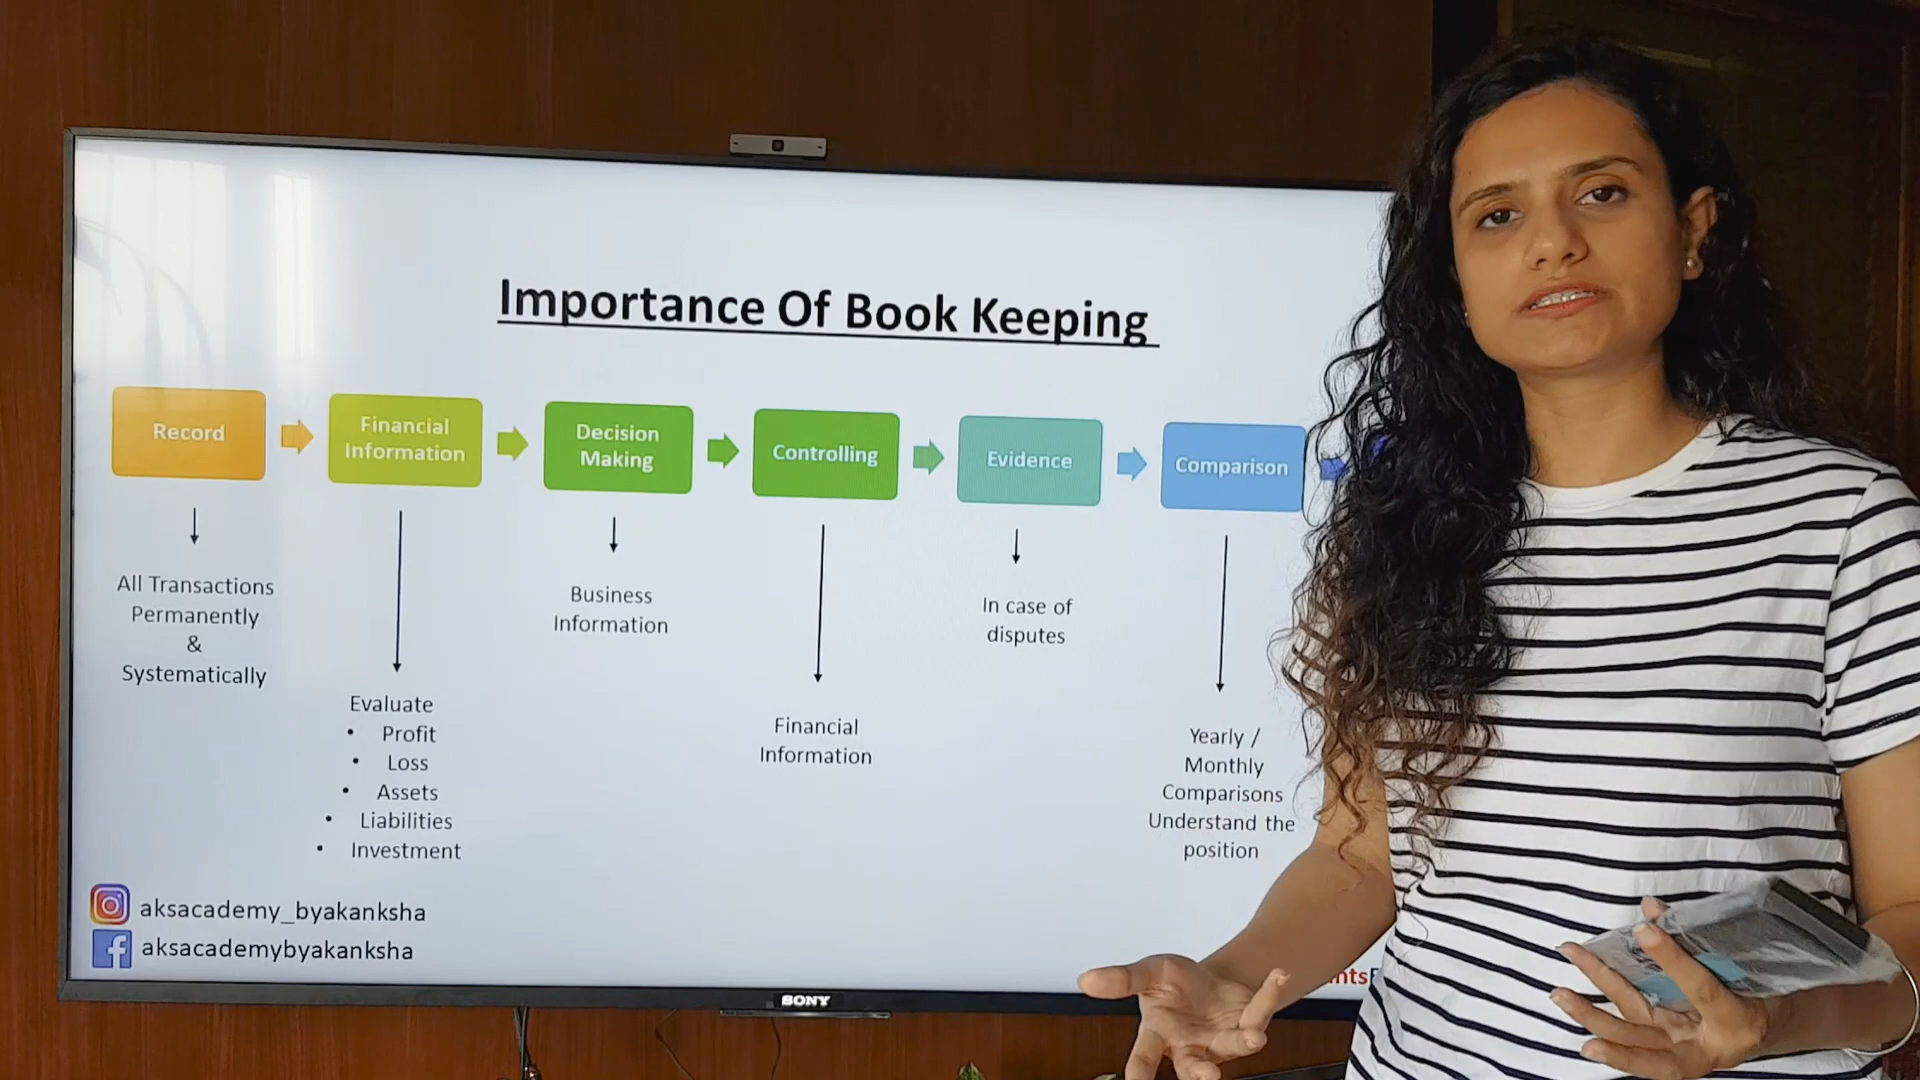 Importance Of Book Keeping
Record
Financial
Information
Decision
Making
Controlling
Evidence
Comparison
All Transactions
Permanently
&
Systematically
Evaluate
• Profit
• Loss
• Assets
• Liabilities
• Investment
Business
Information
Financial
Information
In case of
disputes
Yearly /
Monthly
Comparisons
Understand the
position
aksacademy_byakanksha
aksacademybyakanksha
SONY